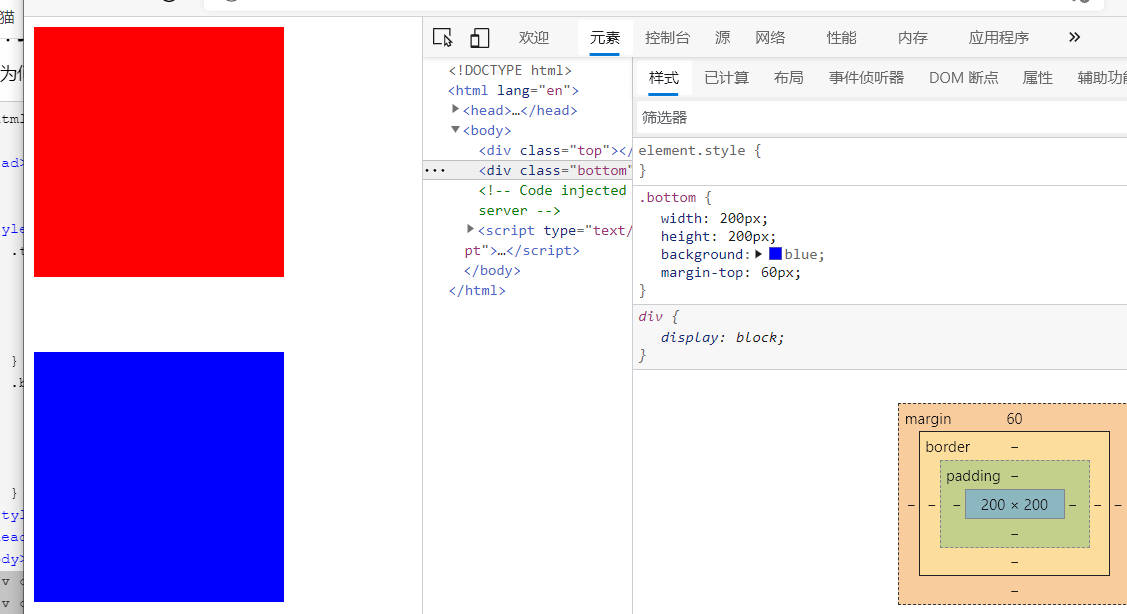 猫
为何
tml
ad>
yle
.t
}
.b
}
tyl
ead
dy>
v c
v c
欢迎 元素 控制台 源 网络 性能 内存 应用程序
<!DOCTYPE html>
<html lang="en">
<head>…</head>
<body>
<div class="top"></
<div class="bottom"
<!-- Code injected
server -->
<script type="text/
pt">…</script>
</body>
</html>
样式 已计算 布局 事件侦听器 DOM 断点 属性 辅助功能
筛选器
element.style {
}
.bottom {
width: 200px;
height: 200px;
background: blue;
margin-top: 60px;
}
div {
display: block;
}
margin 60
border –
padding –
– – – 200 × 200 – – –
–
–
–